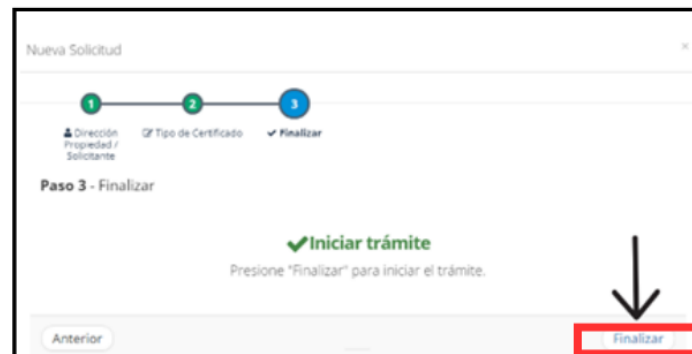 Nueva Solicitud
×
1
2
3
Dirección
Propiedad /
Solicitante
Tipo de Certificado
Finalizar
Paso 3 - Finalizar
Iniciar trámite
Presione "Finalizar" para iniciar el trámite.
Anterior
Finalizar